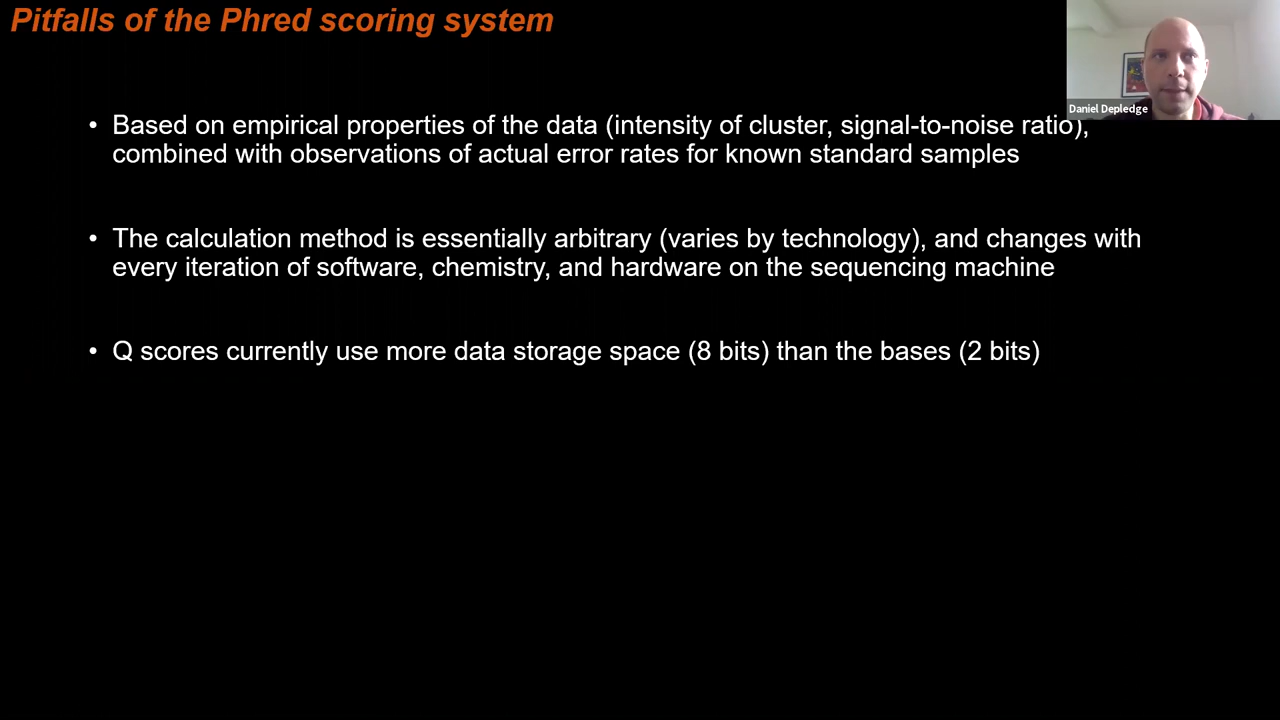 Pitfalls of the Phred scoring system
Daniel Depledge
• Based on empirical properties of the data (intensity of cluster, signal-to-noise ratio),
combined with observations of actual error rates for known standard samples
• The calculation method is essentially arbitrary (varies by technology), and changes with
every iteration of software, chemistry, and hardware on the sequencing machine
• Q scores currently use more data storage space (8 bits) than the bases (2 bits)